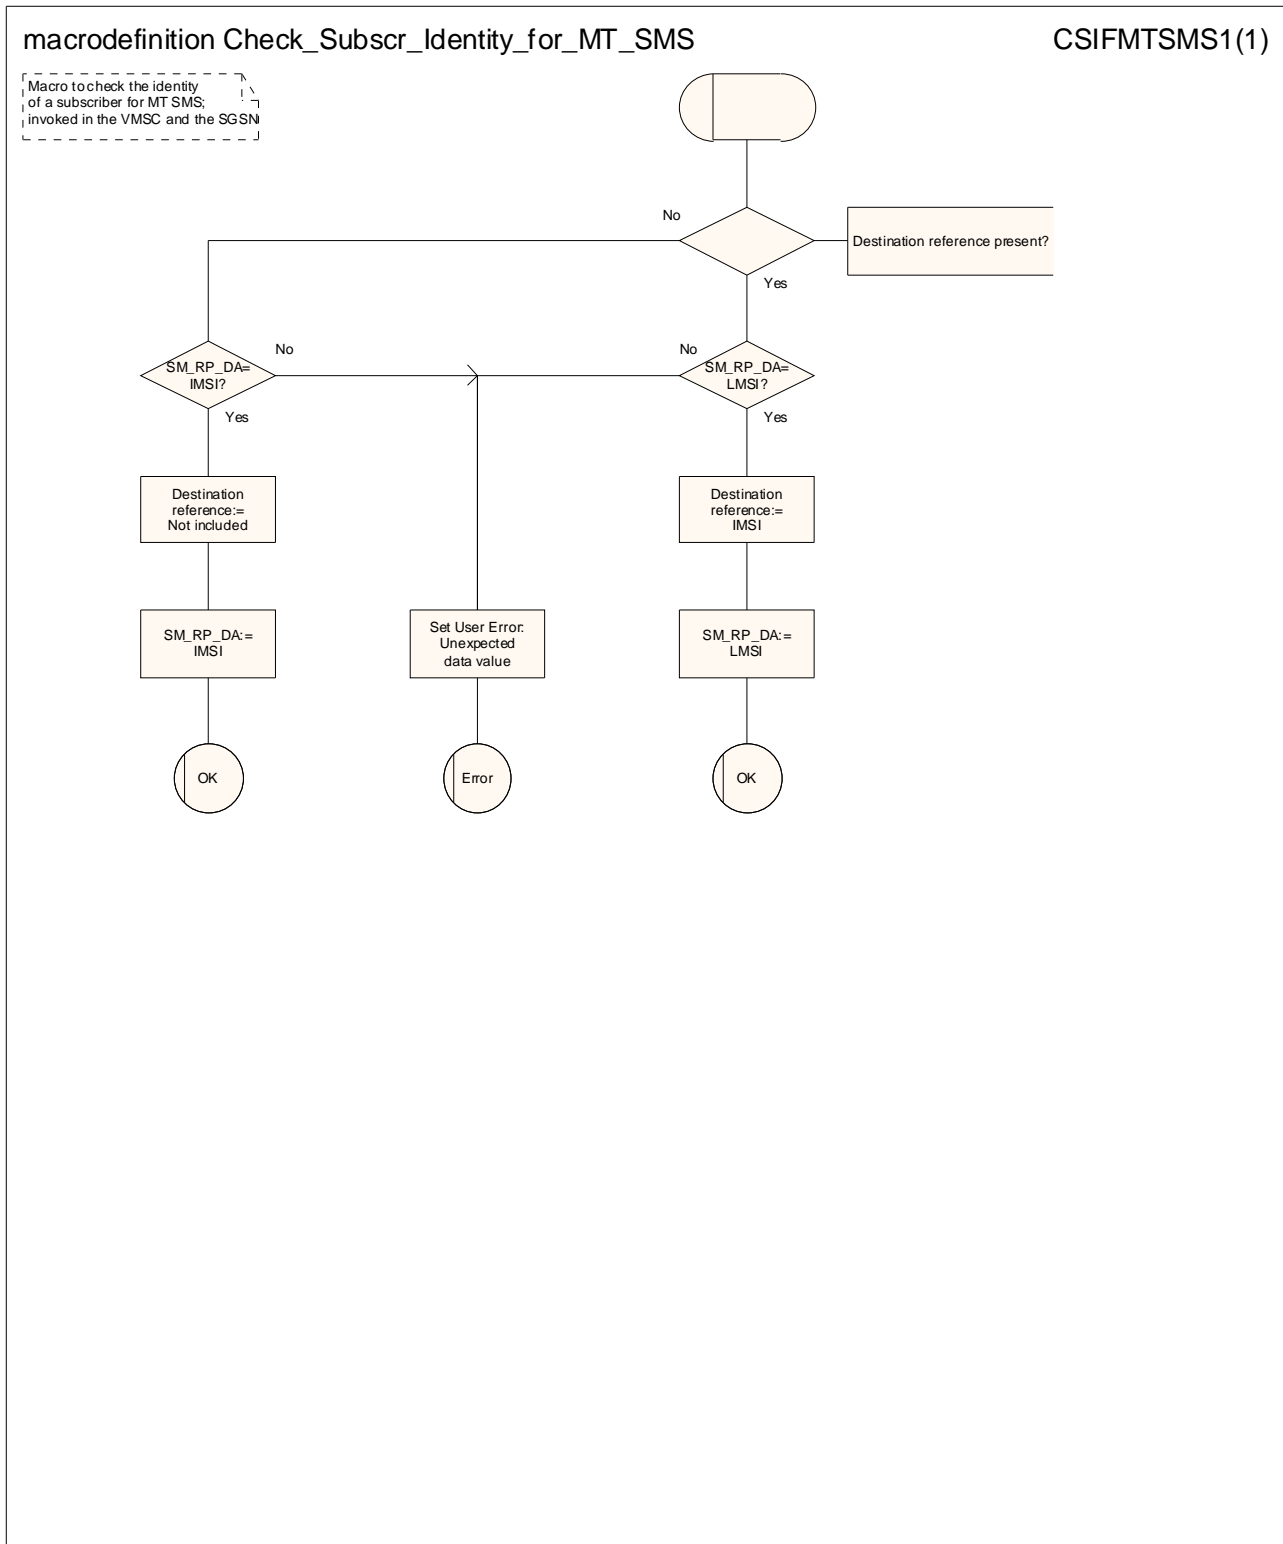 macrodefinition Check_Subscr_Identity_for_MT_SMS
CSIFMTSMS1(1)
Macro to check the identity
of a subscriber for MT SMS;
invoked in the VMSC and the SGSN
No
Destination reference present?
Yes
SM_RP_DA=
IMSI?
No
Yes
No
SM_RP_DA=
LMSI?
Yes
Destination
reference:=
Not included
Destination
reference:=
IMSI
SM_RP_DA:=
IMSI
Set User Error:
Unexpected
data value
SM_RP_DA:=
LMSI
OK
Error
OK